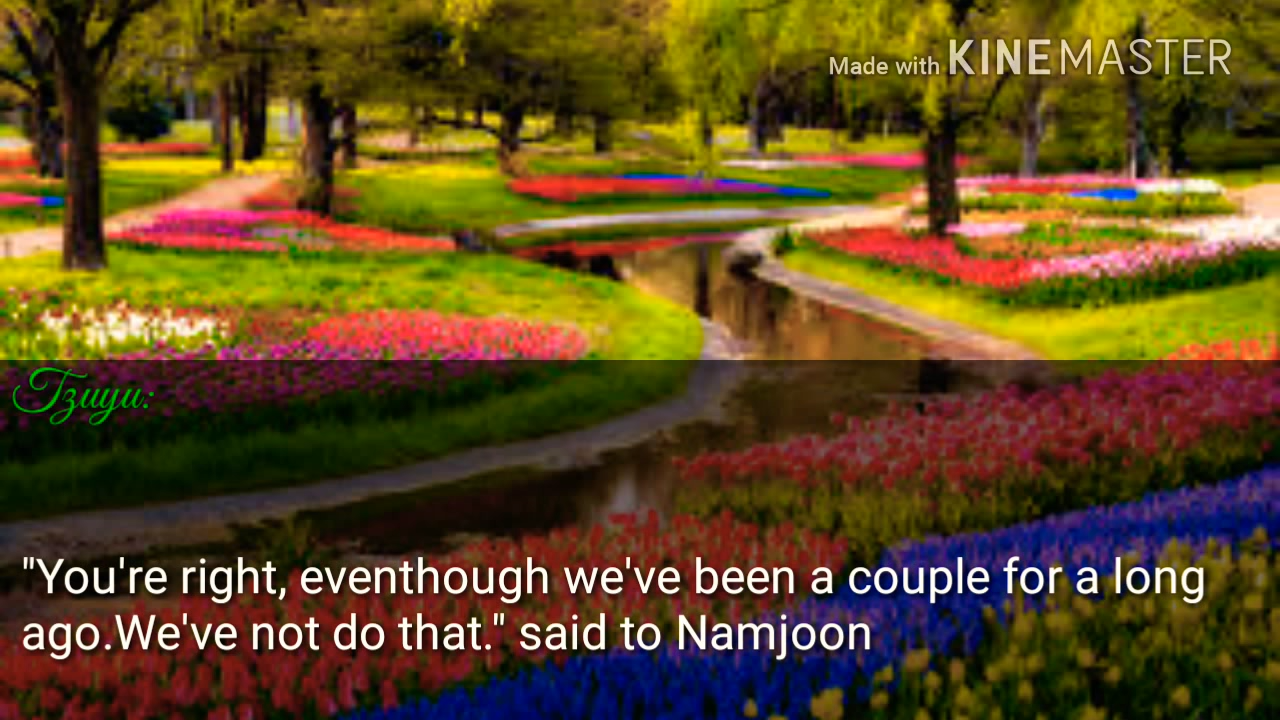 Made with KINEMASTER
Tzuyu:
"You're right, eventhough we've been a couple for a long
ago.We've not do that." said to Namjoon